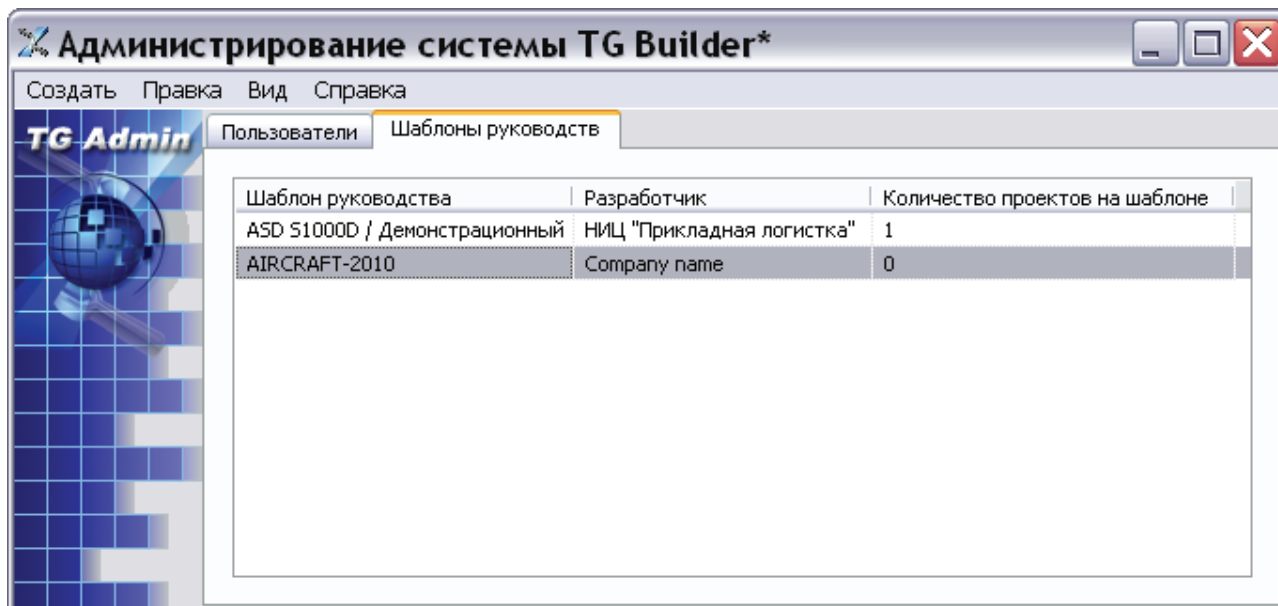 Администрирование системы TG Builder*
Создать Правка Вид Справка
TG Admin Пользователи Шаблоны руководств
Шаблон руководства Разработчик Количество проектов на шаблоне
ASD S1000D / Демонстрационный НИЦ "Прикладная логистка" 1
AIRCRAFT-2010 Company name 0